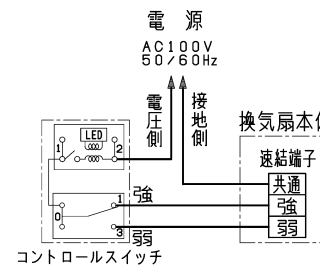 電 源
AC100V
50/60Hz
電圧側
接地側
換気扇本体
速結端子
共通
強
弱
LED
1
2
強
1
0
弱
3
コントロールスイッチ